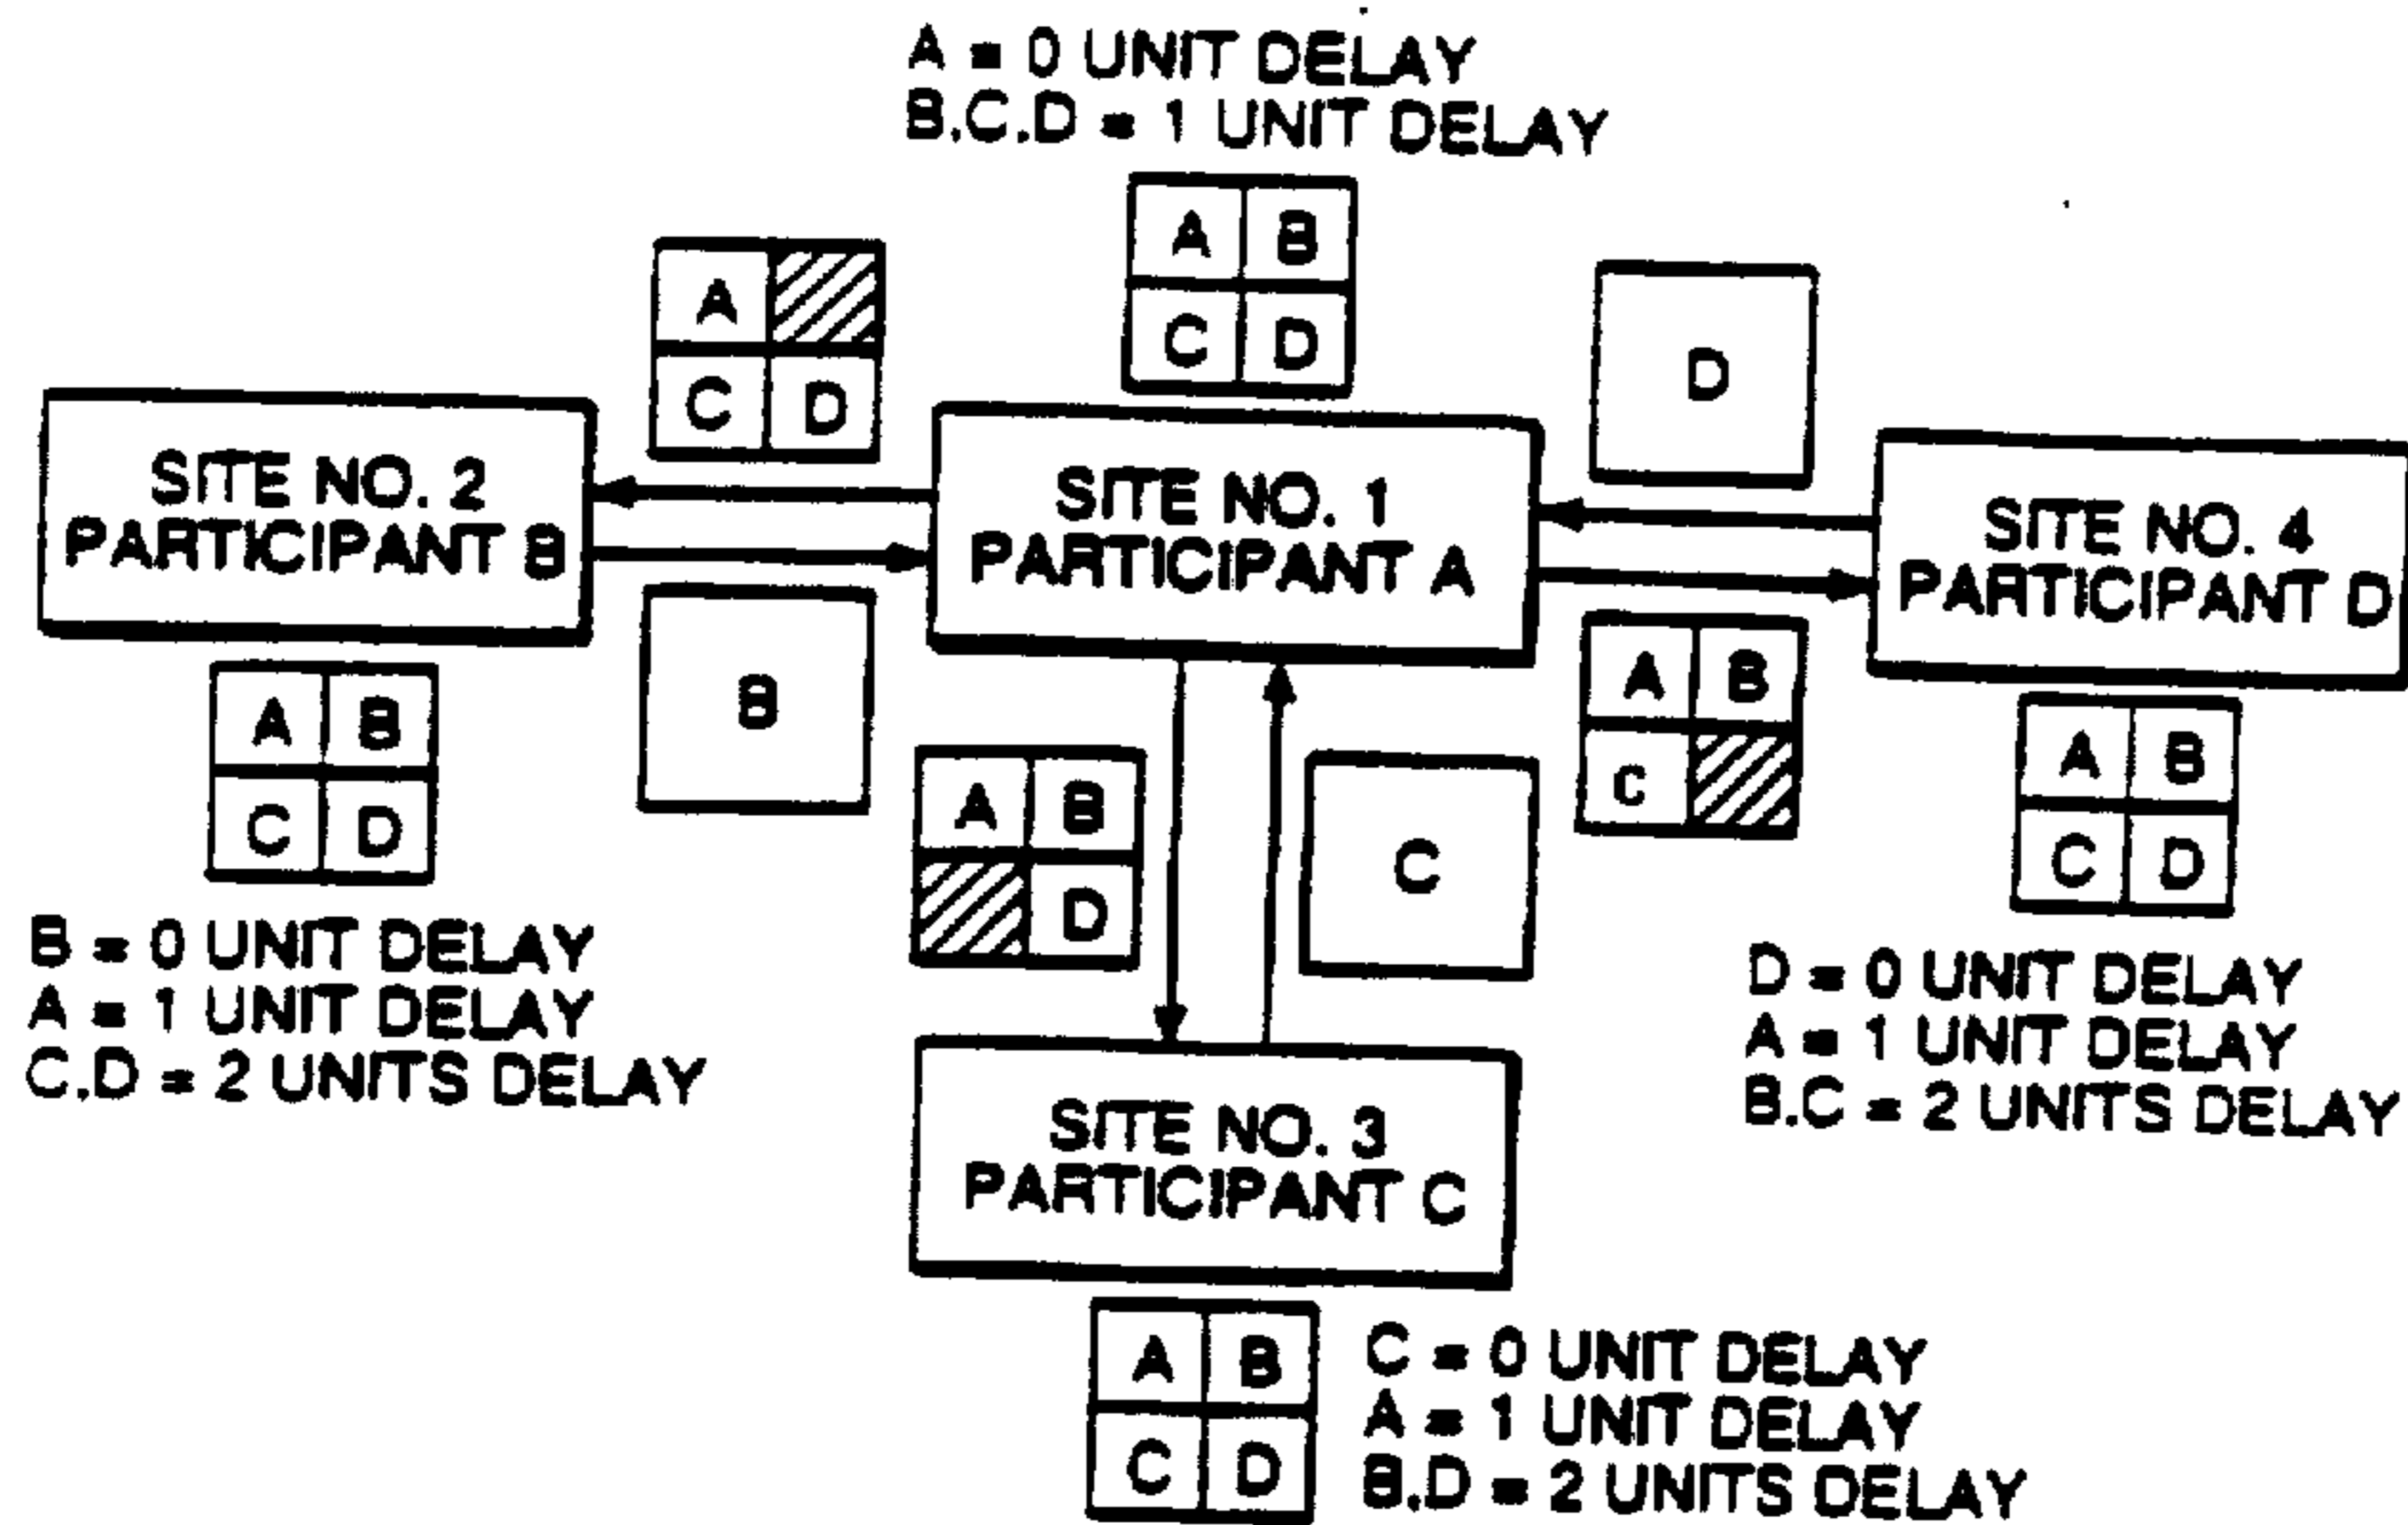 A = 0 UNIT DELAY
B.C.D = 1 UNIT DELAY
A B
C D
A
C D
D
SITE NO. 2
PARTICIPANT B
SITE NO. 1
PARTICIPANT A
SITE NO. 4
PARTICIPANT D
A B
C D
B
A B
D
C
A B
C
A B
C D
B = 0 UNIT DELAY
A = 1 UNIT DELAY
C.D = 2 UNITS DELAY
D = 0 UNIT DELAY
A = 1 UNIT DELAY
B.C = 2 UNITS DELAY
SITE NO. 3
PARTICIPANT C
A B
C D
C = 0 UNIT DELAY
A = 1 UNIT DELAY
B.D = 2 UNITS DELAY